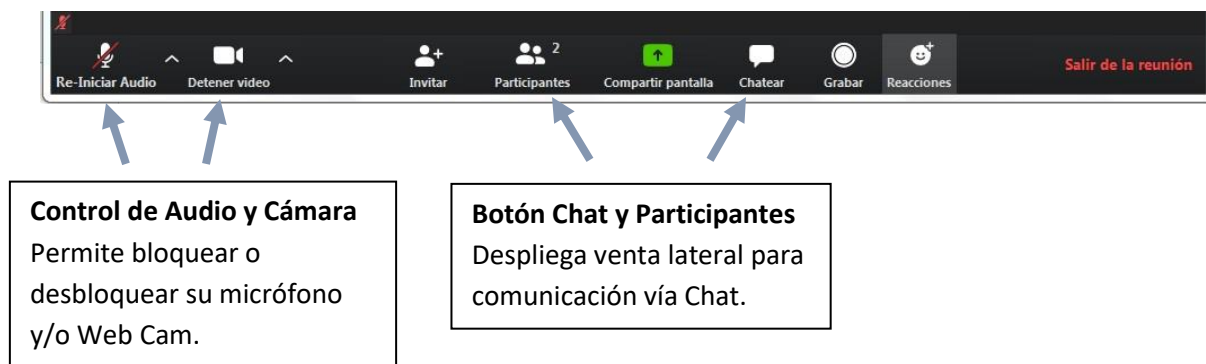 2
Re-Iniciar Audio Detener video Invitar Participantes Compartir pantalla Chatear Grabar Reacciones Salir de la reunión
Control de Audio y Cámara
Permite bloquear o
desbloquear su micrófono
y/o Web Cam.
Botón Chat y Participantes
Despliega venta lateral para
comunicación vía Chat.